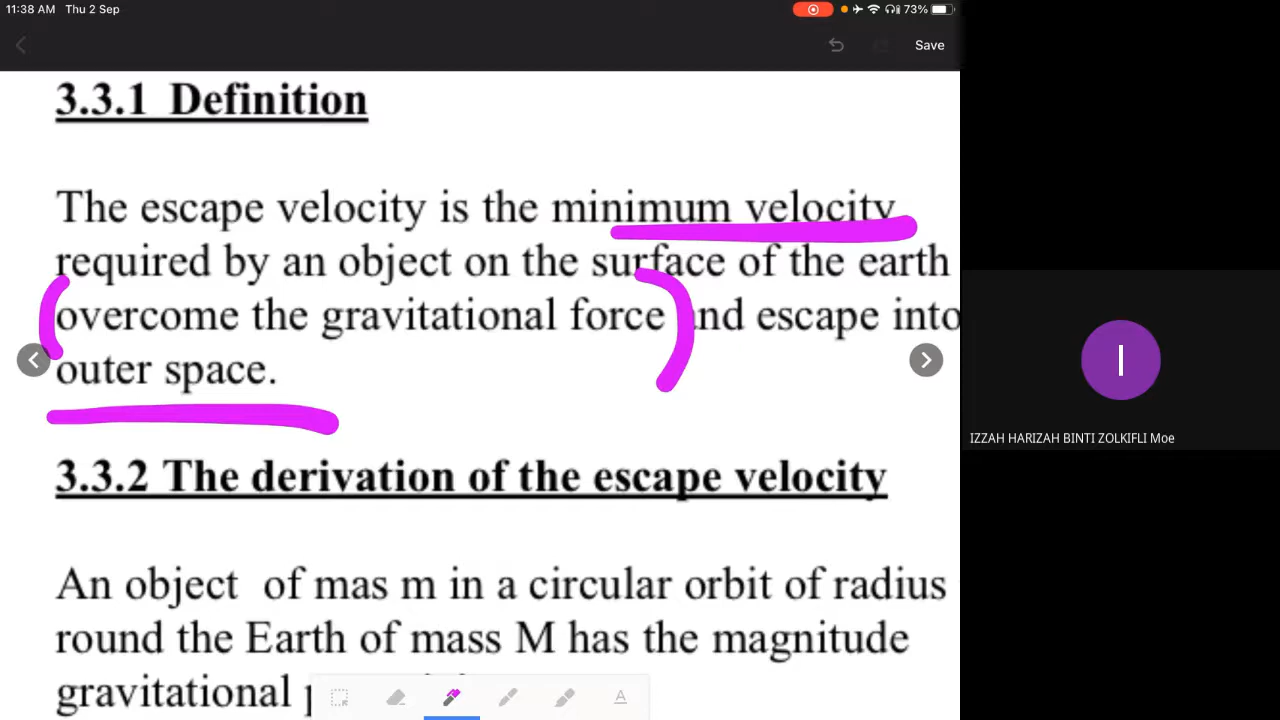 11:38 AM Thu 2 Sep
73%
Save
3.3.1 Definition
The escape velocity is the minimum velocity
required by an object on the surface of the earth
overcome the gravitational force and escape into
outer space.
3.3.2 The derivation of the escape velocity
An object of mas m in a circular orbit of radius
round the Earth of mass M has the magnitude
gravitational
A
I
IZZAH HARIZAH BINTI ZOLKIFLI Moe